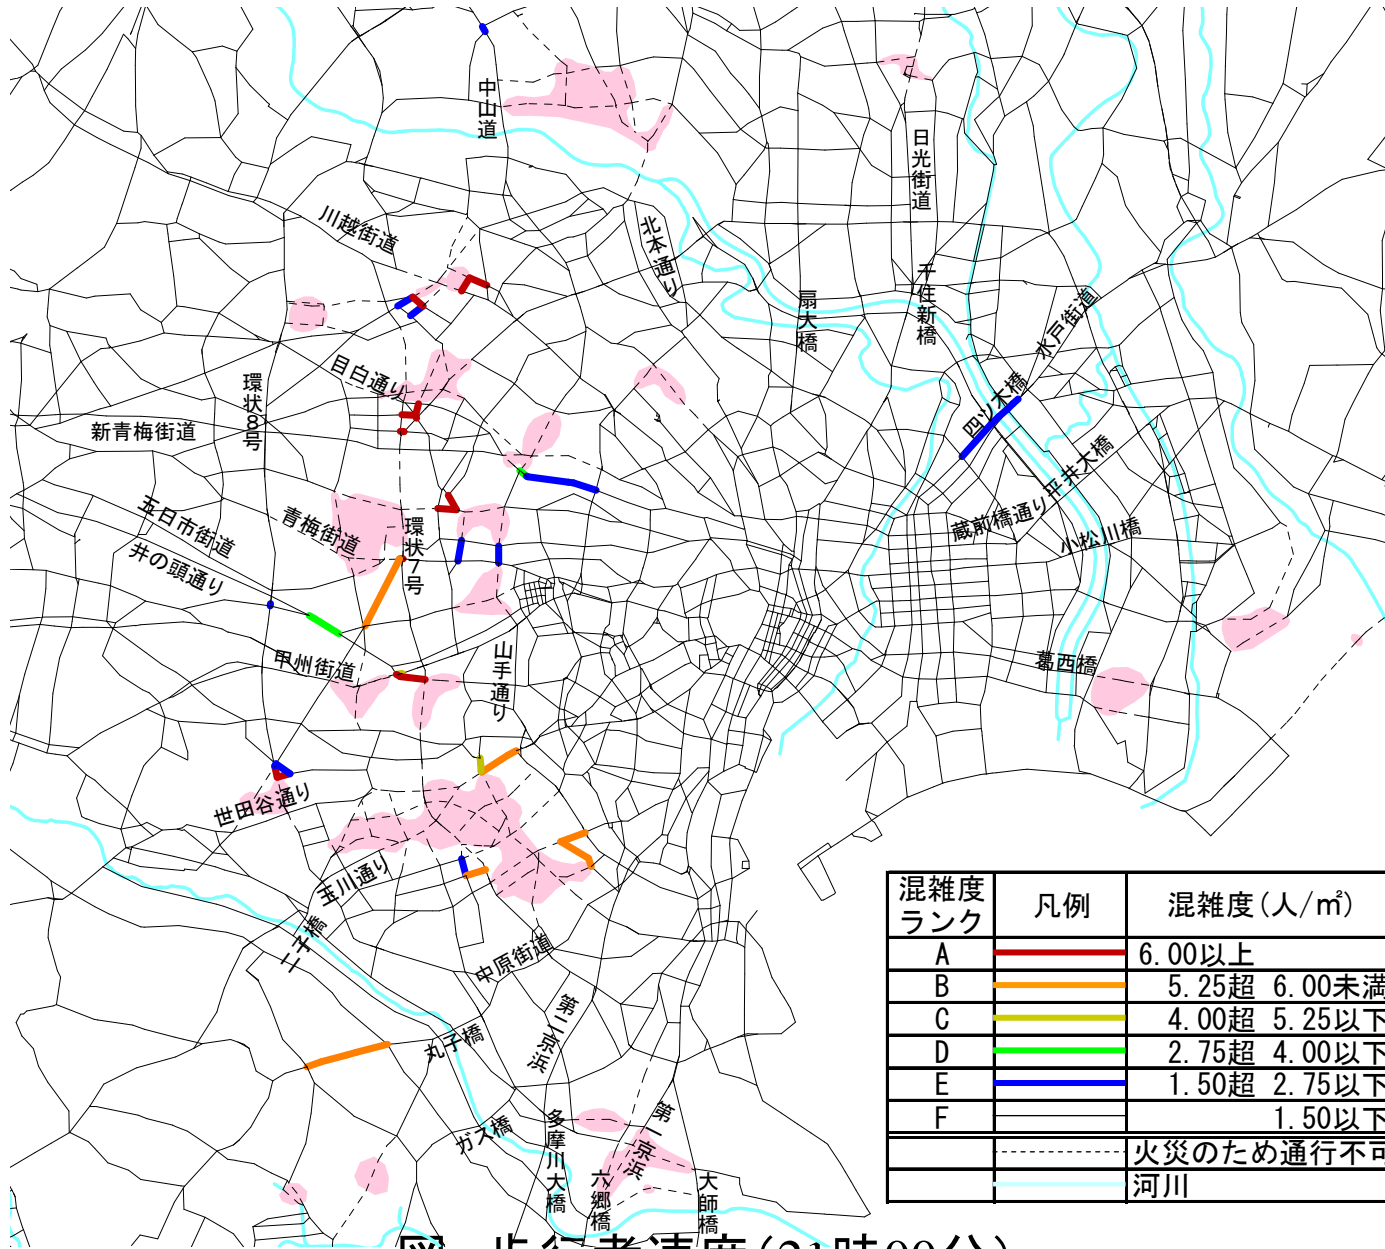 中山道
日光街道
川越街道
北本通り
千住新橋
扇大橋
水戸街道
目白通り
環状8号
四ツ木橋
新青梅街道
平井大橋
五日市街道
青梅街道
環状7号
蔵前橋通り
小松川橋
井の頭通り
甲州街道
山手通り
葛西橋
世田谷通り
玉川通り
二子橋
中原街道
第二京浜
丸子橋
ガス橋
多摩川大橋
第一京浜
六郷橋
大師橋
混雑度ランク 凡例 混雑度(人/㎡)
A 6.00以上
B 5.25超 6.00未満
C 4.00超 5.25以下
D 2.75超 4.00以下
E 1.50超 2.75以下
F 1.50以下
火災のため通行不可
河川